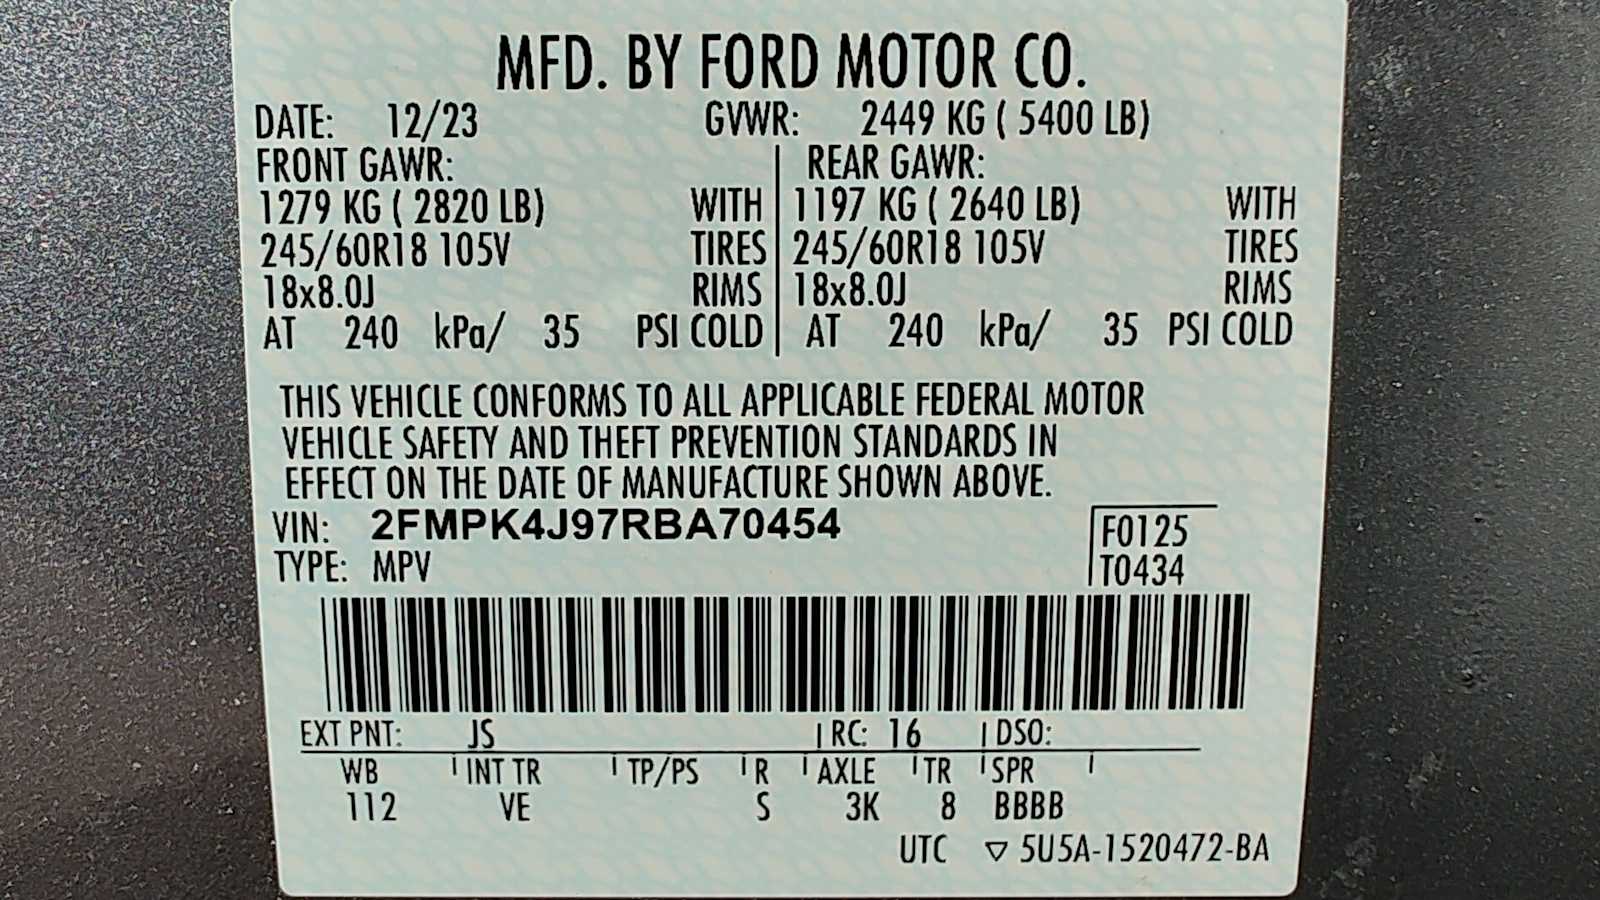 MFD. BY FORD MOTOR CO.
DATE: 12/23 GVWR: 2449 KG ( 5400 LB)
FRONT GAWR: REAR GAWR:
1279 KG ( 2820 LB) WITH 1197 KG ( 2640 LB) WITH
245/60R18 105V TIRES 245/60R18 105V TIRES
18x8.0J RIMS 18x8.0J RIMS
AT 240 kPa/ 35 PSI COLD AT 240 kPa/ 35 PSI COLD
THIS VEHICLE CONFORMS TO ALL APPLICABLE FEDERAL MOTOR
VEHICLE SAFETY AND THEFT PREVENTION STANDARDS IN
EFFECT ON THE DATE OF MANUFACTURE SHOWN ABOVE.
VIN: 2FMPK4J97RBA70454 F0125
TYPE: MPV T0434
EXT PNT: JS RC: 16 DSO:
WB INT TR TP/PS R AXLE TR SPR
112 VE S 3K 8 BBBB
UTC ▽ 5U5A-1520472-BA